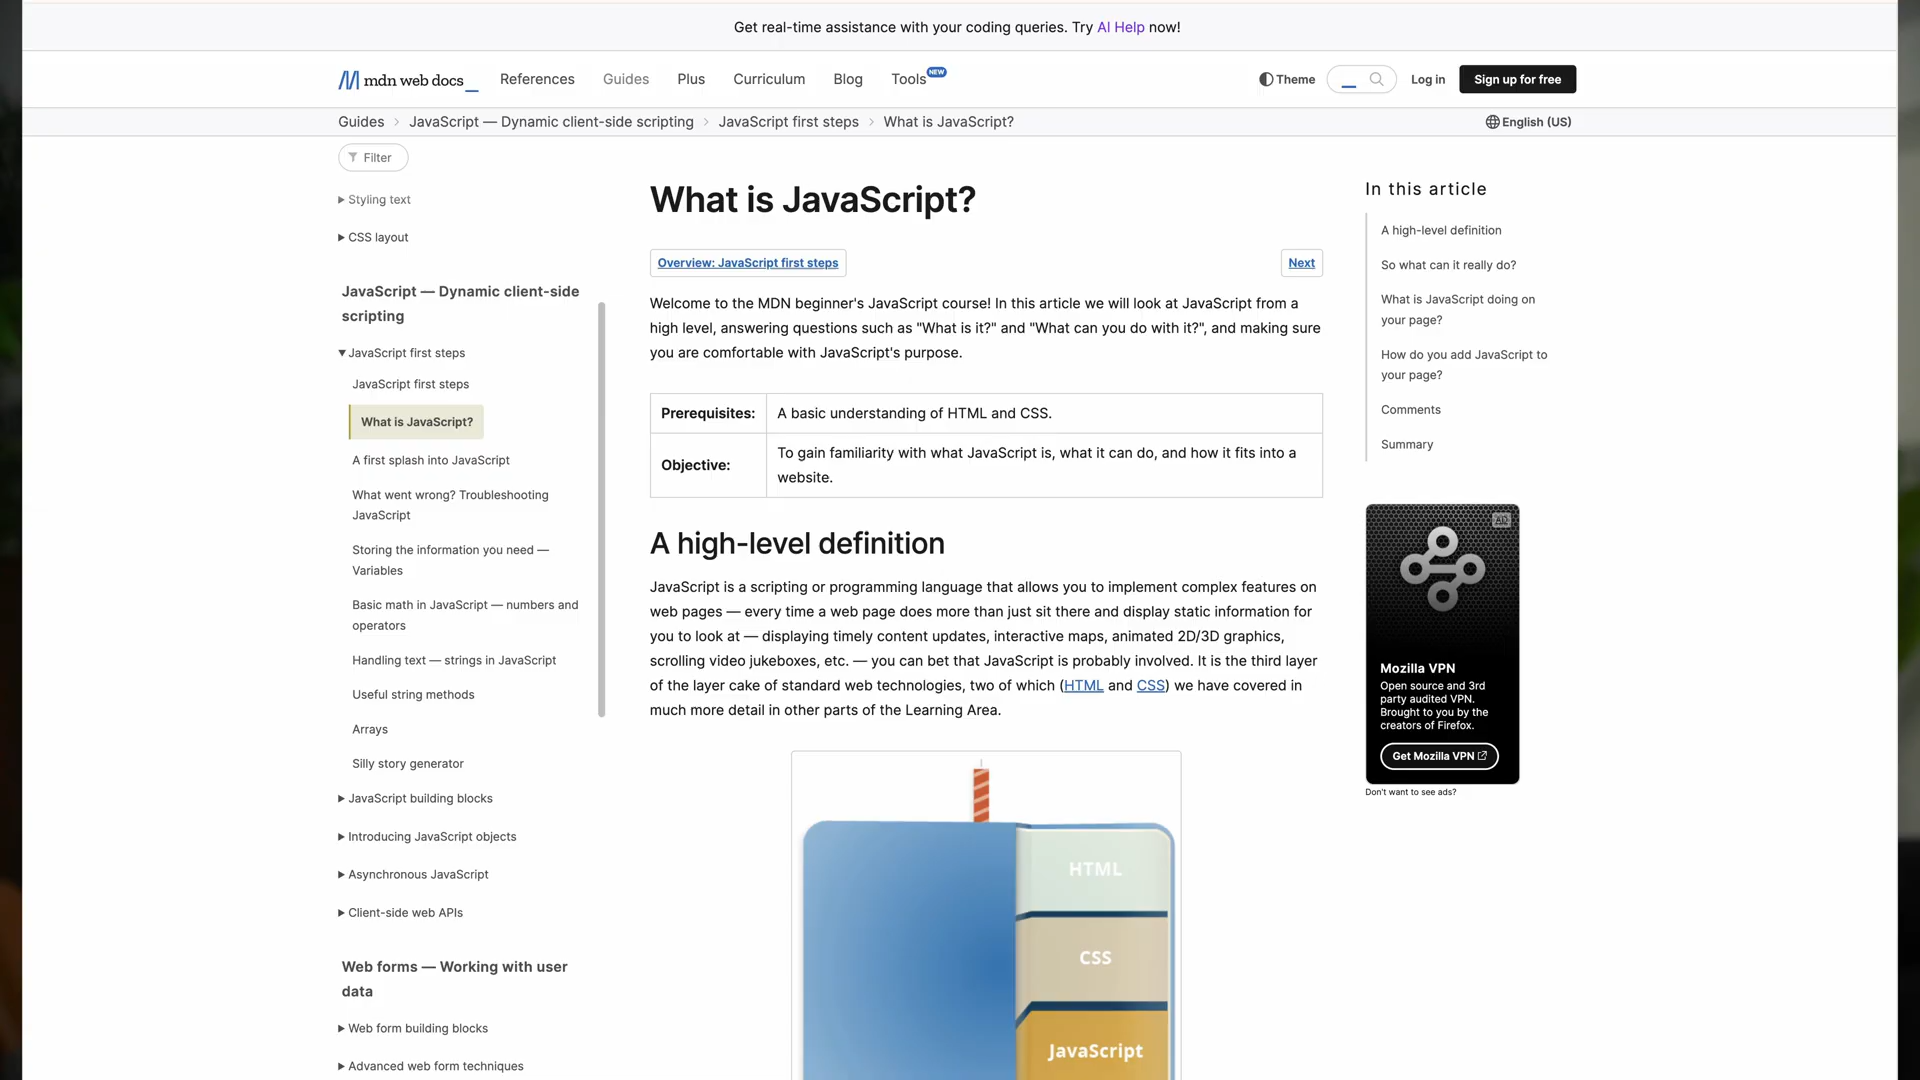 Get real-time assistance with your coding queries. Try AI Help now!
mdn web docs_
References
Guides
Plus
Curriculum
Blog
Tools
NEW
Theme
Log in
Sign up for free
Guides
JavaScript — Dynamic client-side scripting
JavaScript first steps
What is JavaScript?
English (US)
Filter
Styling text
CSS layout
JavaScript — Dynamic client-side
scripting
JavaScript first steps
JavaScript first steps
What is JavaScript?
A first splash into JavaScript
What went wrong? Troubleshooting
JavaScript
Storing the information you need —
Variables
Basic math in JavaScript — numbers and
operators
Handling text — strings in JavaScript
Useful string methods
Arrays
Silly story generator
JavaScript building blocks
Introducing JavaScript objects
Asynchronous JavaScript
Client-side web APIs
Web forms — Working with user
data
Web form building blocks
Advanced web form techniques
What is JavaScript?
Overview: JavaScript first steps
Next
Welcome to the MDN beginner's JavaScript course! In this article we will look at JavaScript from a
high level, answering questions such as "What is it?" and "What can you do with it?", and making sure
you are comfortable with JavaScript's purpose.
Prerequisites:
A basic understanding of HTML and CSS.
Objective:
To gain familiarity with what JavaScript is, what it can do, and how it fits into a
website.
A high-level definition
JavaScript is a scripting or programming language that allows you to implement complex features on
web pages — every time a web page does more than just sit there and display static information for
you to look at — displaying timely content updates, interactive maps, animated 2D/3D graphics,
scrolling video jukeboxes, etc. — you can bet that JavaScript is probably involved. It is the third layer
of the layer cake of standard web technologies, two of which (HTML and CSS) we have covered in
much more detail in other parts of the Learning Area.
HTML
CSS
JavaScript
In this article
A high-level definition
So what can it really do?
What is JavaScript doing on
your page?
How do you add JavaScript to
your page?
Comments
Summary
AD
Mozilla VPN
Open source and 3rd
party audited VPN.
Brought to you by the
creators of Firefox.
Get Mozilla VPN
Don't want to see ads?